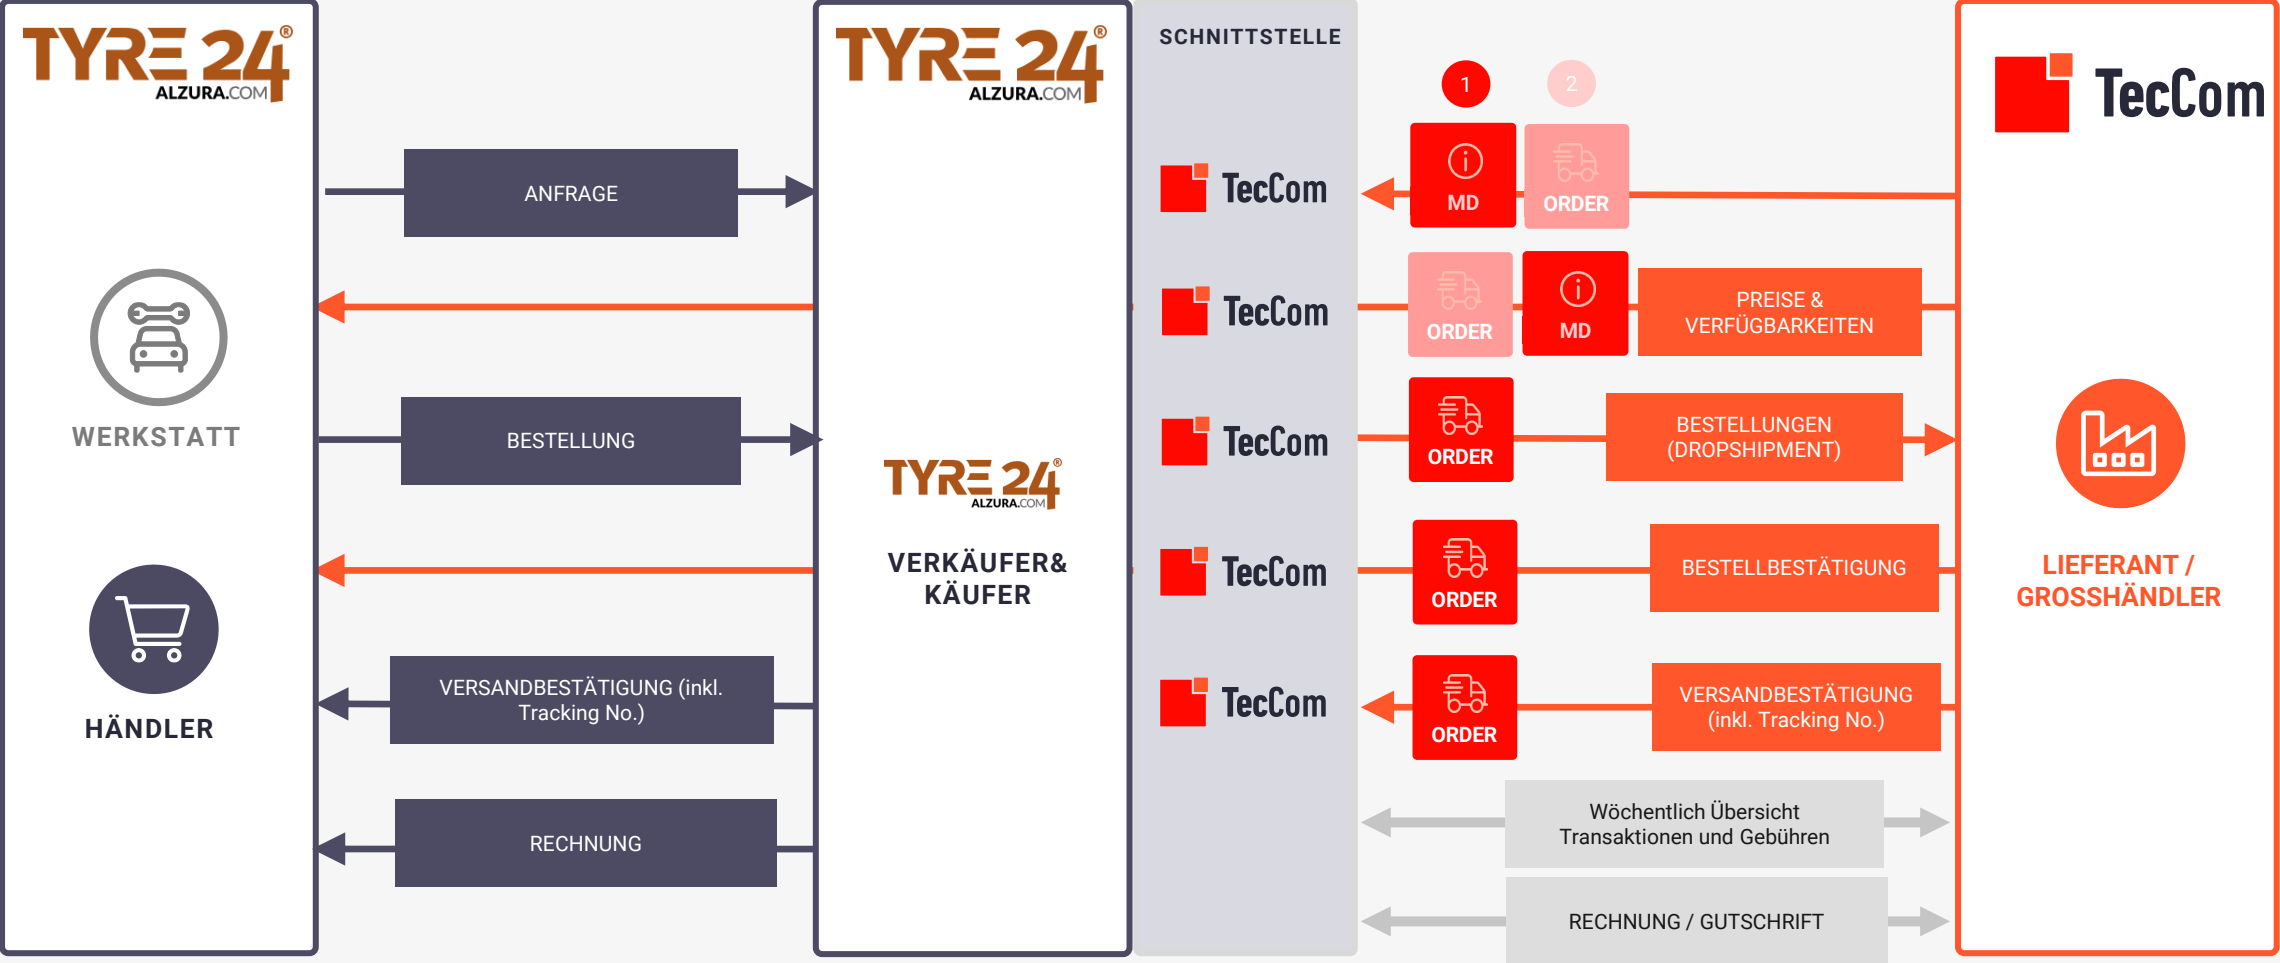 TYRE 24®
ALZURA.COM
WERKSTATT
HÄNDLER
ANFRAGE
BESTELLUNG
VERSANDBESTÄTIGUNG (inkl.
Tracking No.)
RECHNUNG
TYRE 24®
ALZURA.COM
TYRE 24®
ALZURA.COM
VERKÄUFER&
KÄUFER
SCHNITTSTELLE
TecCom
TecCom
TecCom
TecCom
TecCom
1
2
MD
ORDER
ORDER
MD
PREISE &
VERFÜGBARKEITEN
ORDER
BESTELLUNGEN
(DROPSHIPMENT)
ORDER
BESTELLBESTÄTIGUNG
ORDER
VERSANDBESTÄTIGUNG
(inkl. Tracking No.)
Wöchentlich Übersicht
Transaktionen und Gebühren
RECHNUNG / GUTSCHRIFT
TecCom
LIEFERANT /
GROSSHÄNDLER